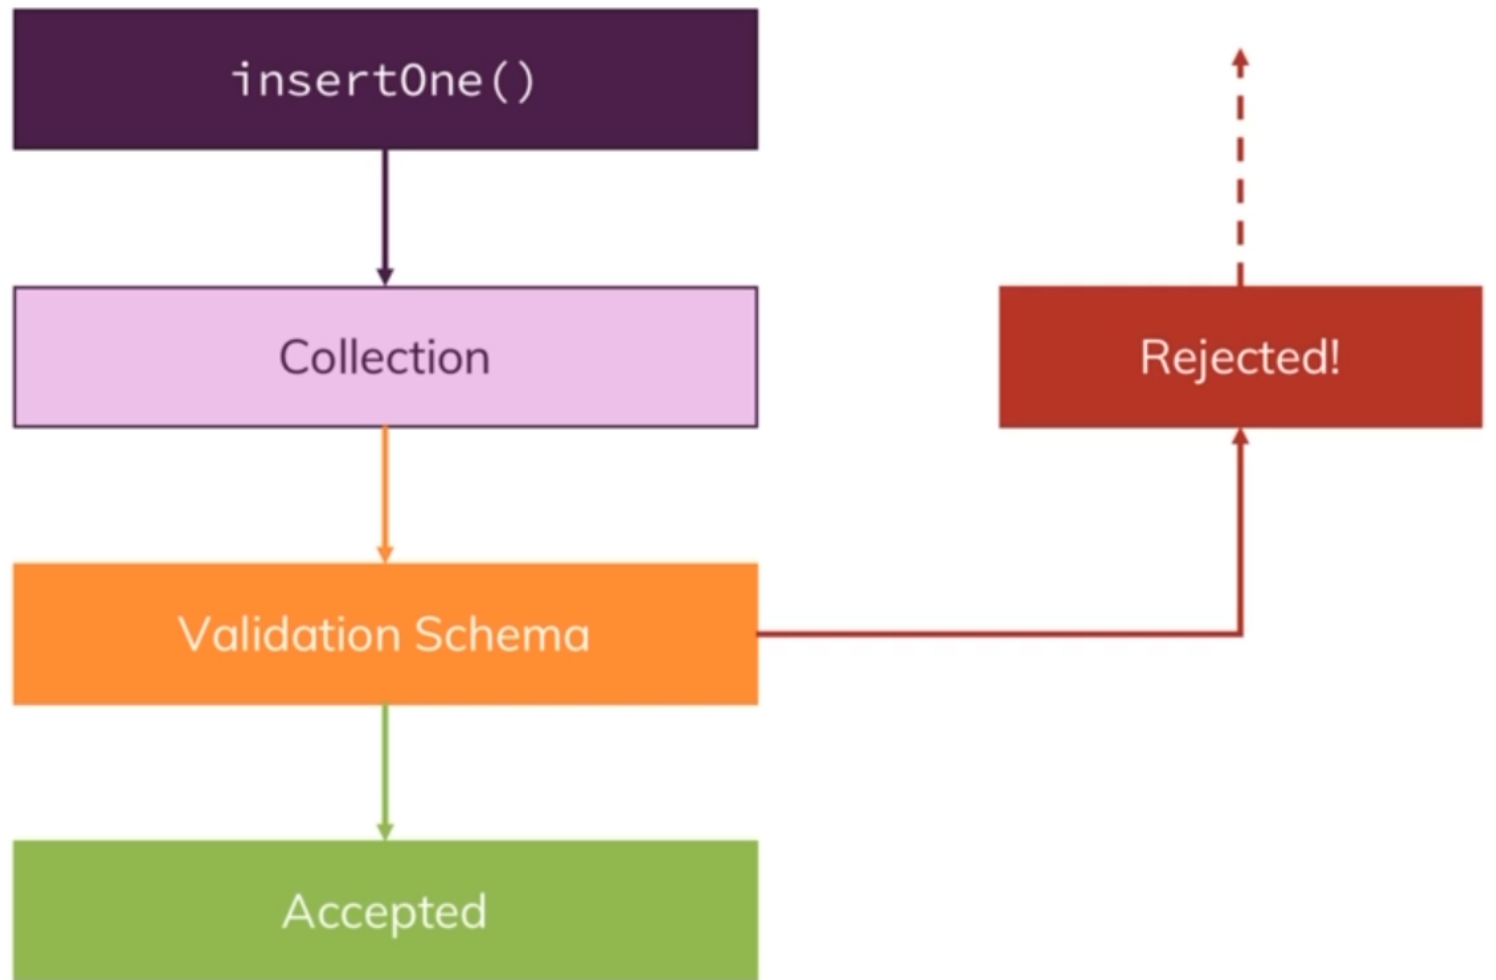 insertOne()
Collection
Rejected!
Validation Schema
Accepted